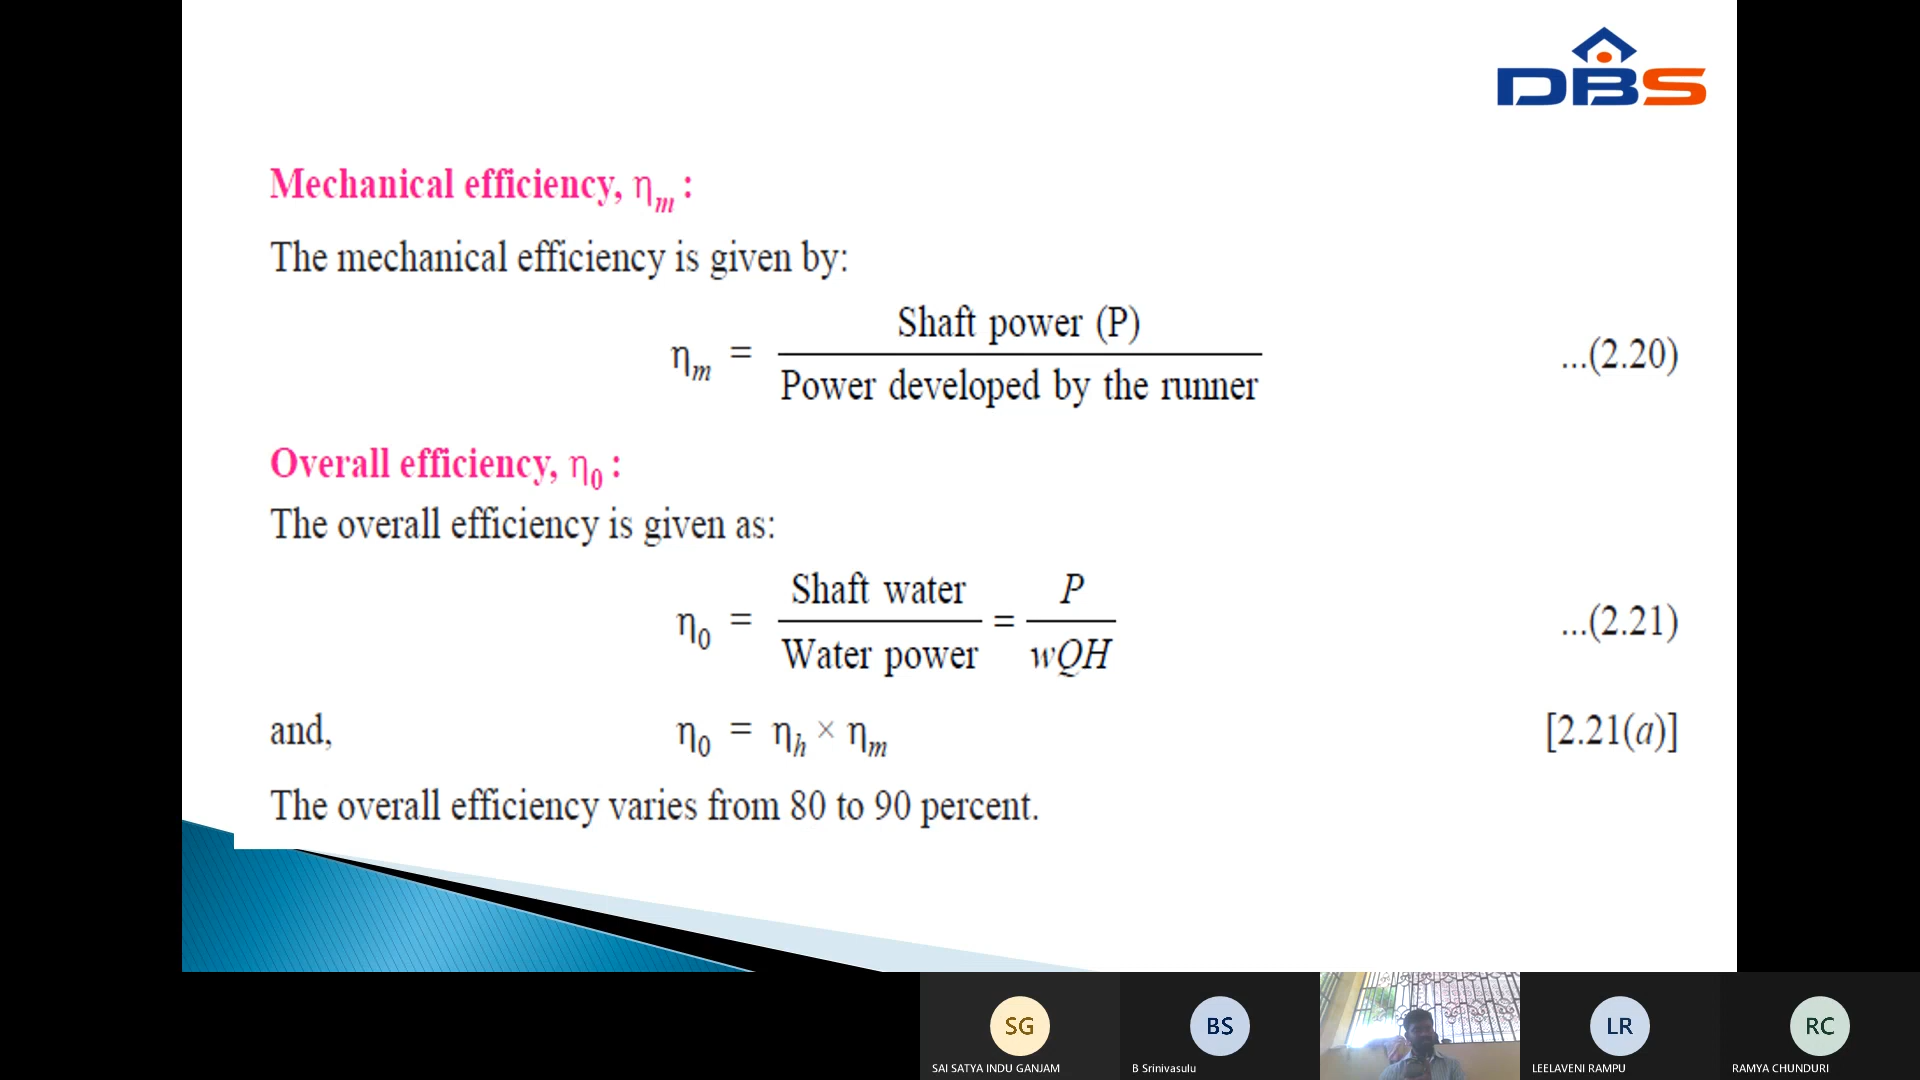 DBS
Mechanical efficiency, ηm :
The mechanical efficiency is given by:
ηm = Shaft power (P) / Power developed by the runner ...(2.20)
Overall efficiency, η0 :
The overall efficiency is given as:
η0 = Shaft water / Water power = P / wQH ...(2.21)
and, η0 = ηh × ηm [2.21(a)]
The overall efficiency varies from 80 to 90 percent.
SG BS LR RC
SAI SATYA INDU GANJAM B Srinivasulu LEELAVENI RAMPU RAMYA CHUNDURI